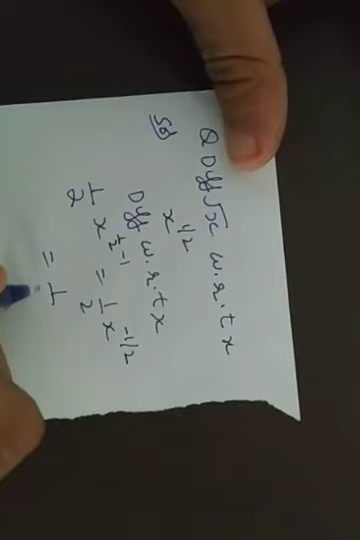 Q Diff √x w.r.t x
Sol x^1/2
Diff w.r.t x
1/2 x^1/2-1 = 1/2 x^-1/2
= 1